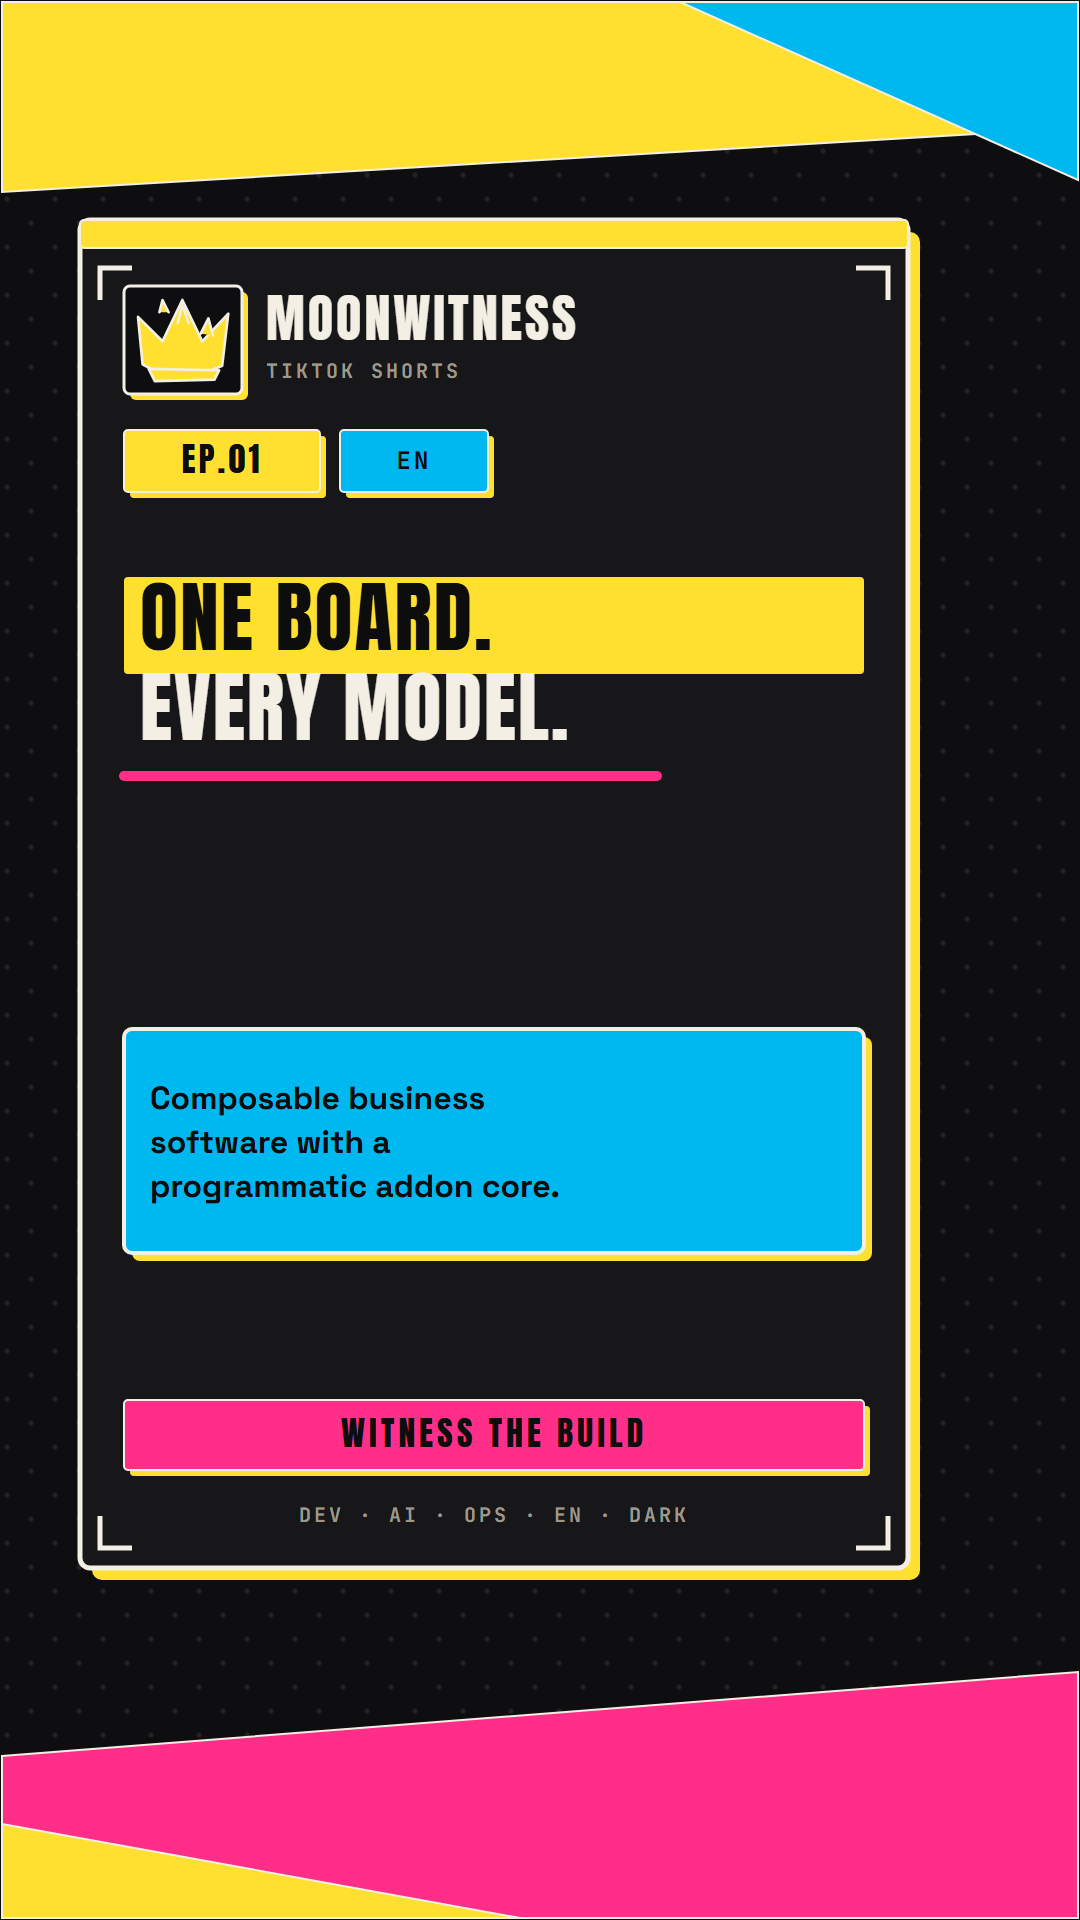 MOONWITNESS
TIKTOK SHORTS
EP.01
EN
ONE BOARD.
EVERY MODEL.
Composable business
software with a
programmatic addon core.
WITNESS THE BUILD
DEV · AI · OPS · EN · DARK